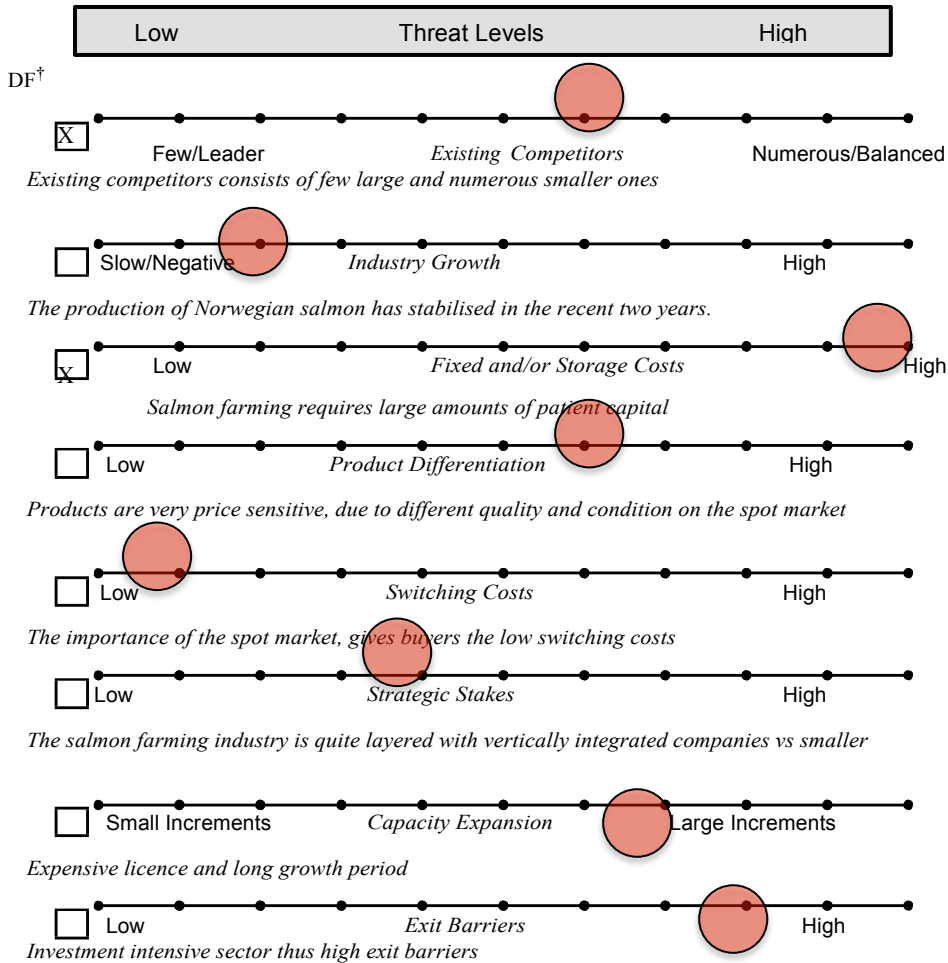 Low Threat Levels High
DF†
X
Few/Leader Existing Competitors Numerous/Balanced
Existing competitors consists of few large and numerous smaller ones
Slow/Negative Industry Growth High
The production of Norwegian salmon has stabilised in the recent two years.
X Low Fixed and/or Storage Costs High
Salmon farming requires large amounts of patient capital
Low Product Differentiation High
Products are very price sensitive, due to different quality and condition on the spot market
Low Switching Costs High
The importance of the spot market, gives buyers the low switching costs
Low Strategic Stakes High
The salmon farming industry is quite layered with vertically integrated companies vs smaller
Small Increments Capacity Expansion Large Increments
Expensive licence and long growth period
Low Exit Barriers High
Investment intensive sector thus high exit barriers